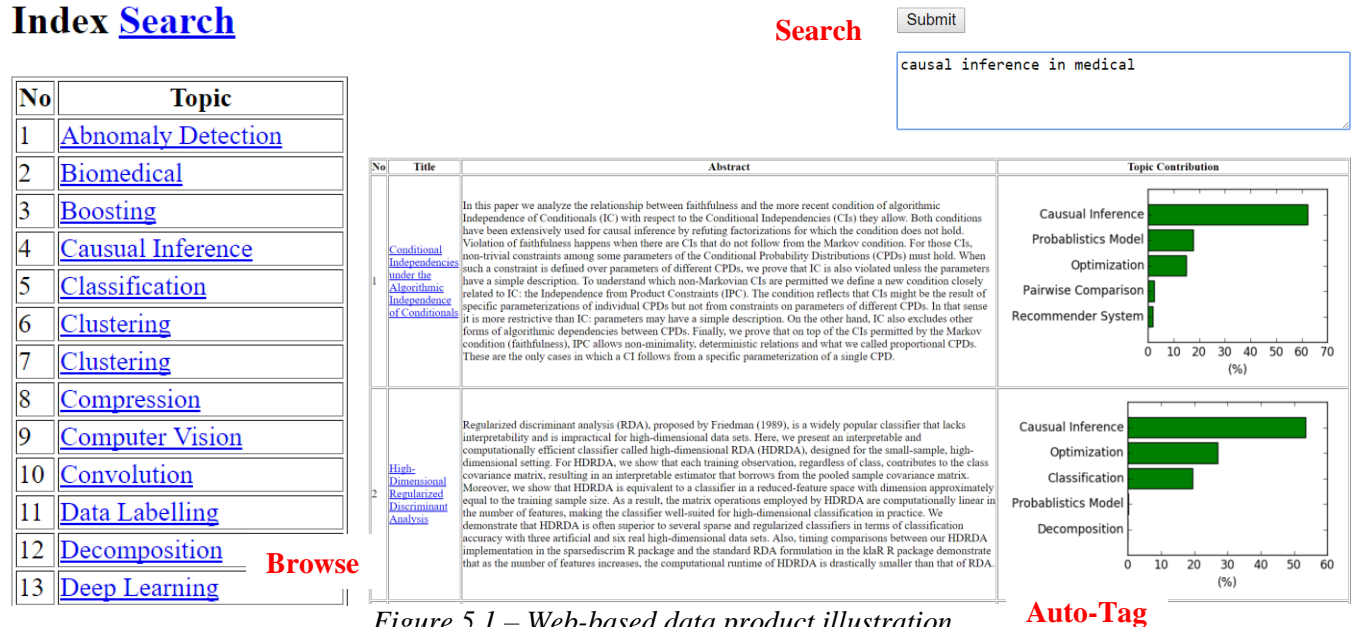 Index Search
No Topic
1 Abnomaly Detection
2 Biomedical
3 Boosting
4 Causual Inference
5 Classification
6 Clustering
7 Clustering
8 Compression
9 Computer Vision
10 Convolution
11 Data Labelling
12 Decomposition
13 Deep Learning
Browse
Search
Submit
causal inference in medical
No Title Abstract Topic Contribution
1
Conditional
Independencies
under the
Algorithmic
Independence
of Conditionals
In this paper we analyze the relationship between faithfulness and the more recent condition of algorithmic
Independence of Conditionals (IC) with respect to the Conditional Independencies (CIs) they allow. Both conditions
have been extensively used for causal inference by refuting factorizations for which the condition does not hold.
Violation of faithfulness happens when there are CIs that do not follow from the Markov condition. For those CIs,
non-trivial constraints among some parameters of the Conditional Probability Distributions (CPDs) must hold. When
such a constraint is defined over parameters of different CPDs, we prove that IC is also violated unless the parameters
have a simple description. To understand which non-Markovian CIs are permitted we define a new condition closely
related to IC: the Independence from Product Constraints (IPC). The condition reflects that CIs might be the result of
specific parameterizations of individual CPDs but not from constraints on parameters of different CPDs. In that sense
it is more restrictive than IC: parameters may have a simple description. On the other hand, IC also excludes other
forms of algorithmic dependencies between CPDs. Finally, we prove that on top of the CIs permitted by the Markov
condition (faithfulness), IPC allows non-minimality, deterministic relations and what we called proportional CPDs.
These are the only cases in which a CI follows from a specific parameterization of a single CPD.
Causual Inference
Probablistics Model
Optimization
Pairwise Comparison
Recommender System
0 10 20 30 40 50 60 70
(%)
2
High-
Dimensional
Regularized
Discriminant
Analysis
Regularized discriminant analysis (RDA), proposed by Friedman (1989), is a widely popular classifier that lacks
interpretability and is impractical for high-dimensional data sets. Here, we present an interpretable and
computationally efficient classifier called high-dimensional RDA (HDRDA), designed for the small-sample, high-
dimensional setting. For HDRDA, we show that each training observation, regardless of class, contributes to the class
covariance matrix, resulting in an interpretable estimator that borrows from the pooled sample covariance matrix.
Moreover, we show that HDRDA is equivalent to a classifier in a reduced-feature space with dimension approximately
equal to the training sample size. As a result, the matrix operations employed by HDRDA are computationally linear in
the number of features, making the classifier well-suited for high-dimensional classification in practice. We
demonstrate that HDRDA is often superior to several sparse and regularized classifiers in terms of classification
accuracy with three artificial and six real high-dimensional data sets. Also, timing comparisons between our HDRDA
implementation in the sparsediscrim R package and the standard RDA formulation in the klaR R package demonstrate
that as the number of features increases, the computational runtime of HDRDA is drastically smaller than that of RDA.
Causual Inference
Optimization
Classification
Probablistics Model
Decomposition
0 10 20 30 40 50 60
(%)
Auto-Tag
Figure 5.1 – Web-based data product illustration